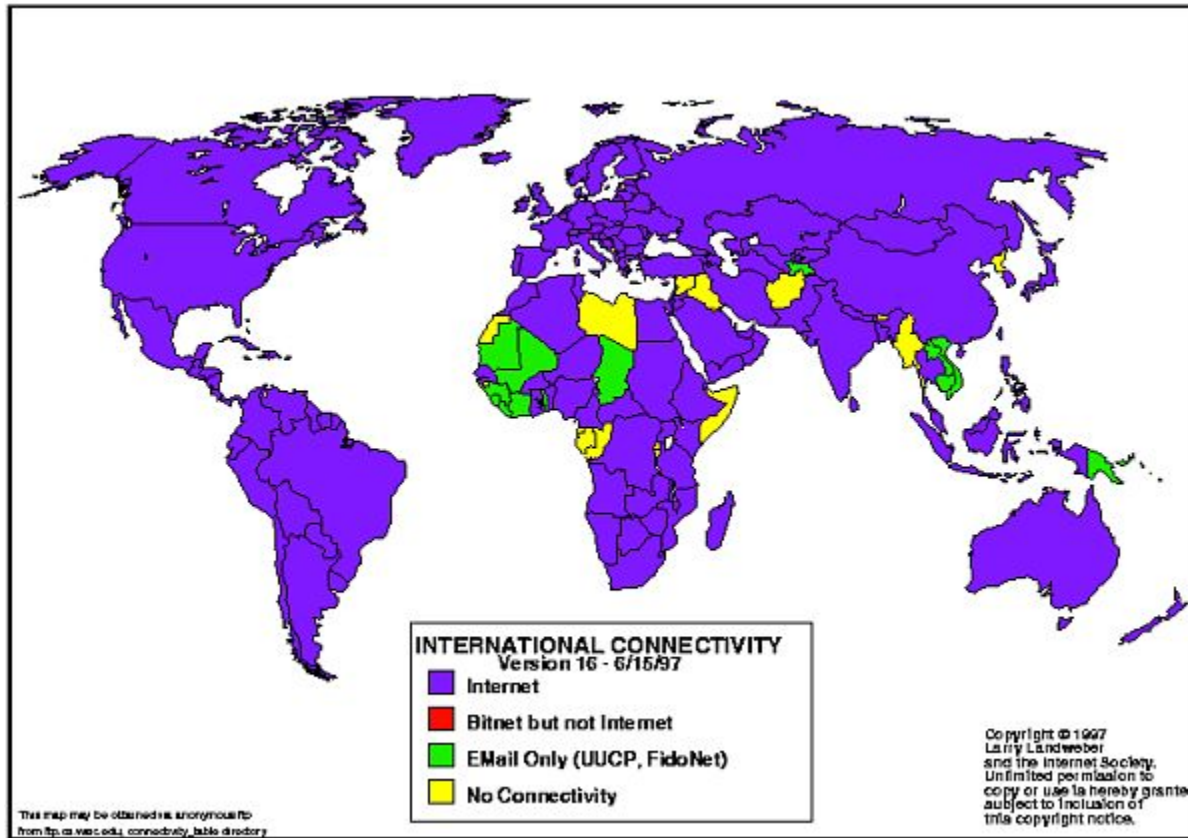 INTERNATIONAL CONNECTIVITY
Version 16 - 6/15/97
Internet
Bitnet but not Internet
EMail Only (UUCP, FidoNet)
No Connectivity
This map may be obtained via anonymous ftp
from ftp.cs.wisc.edu, connectivity_table directory
Copyright © 1997
Larry Landweber
and the Internet Society.
Unlimited permission to
copy or use is hereby grante
subject to inclusion of
this copyright notice.